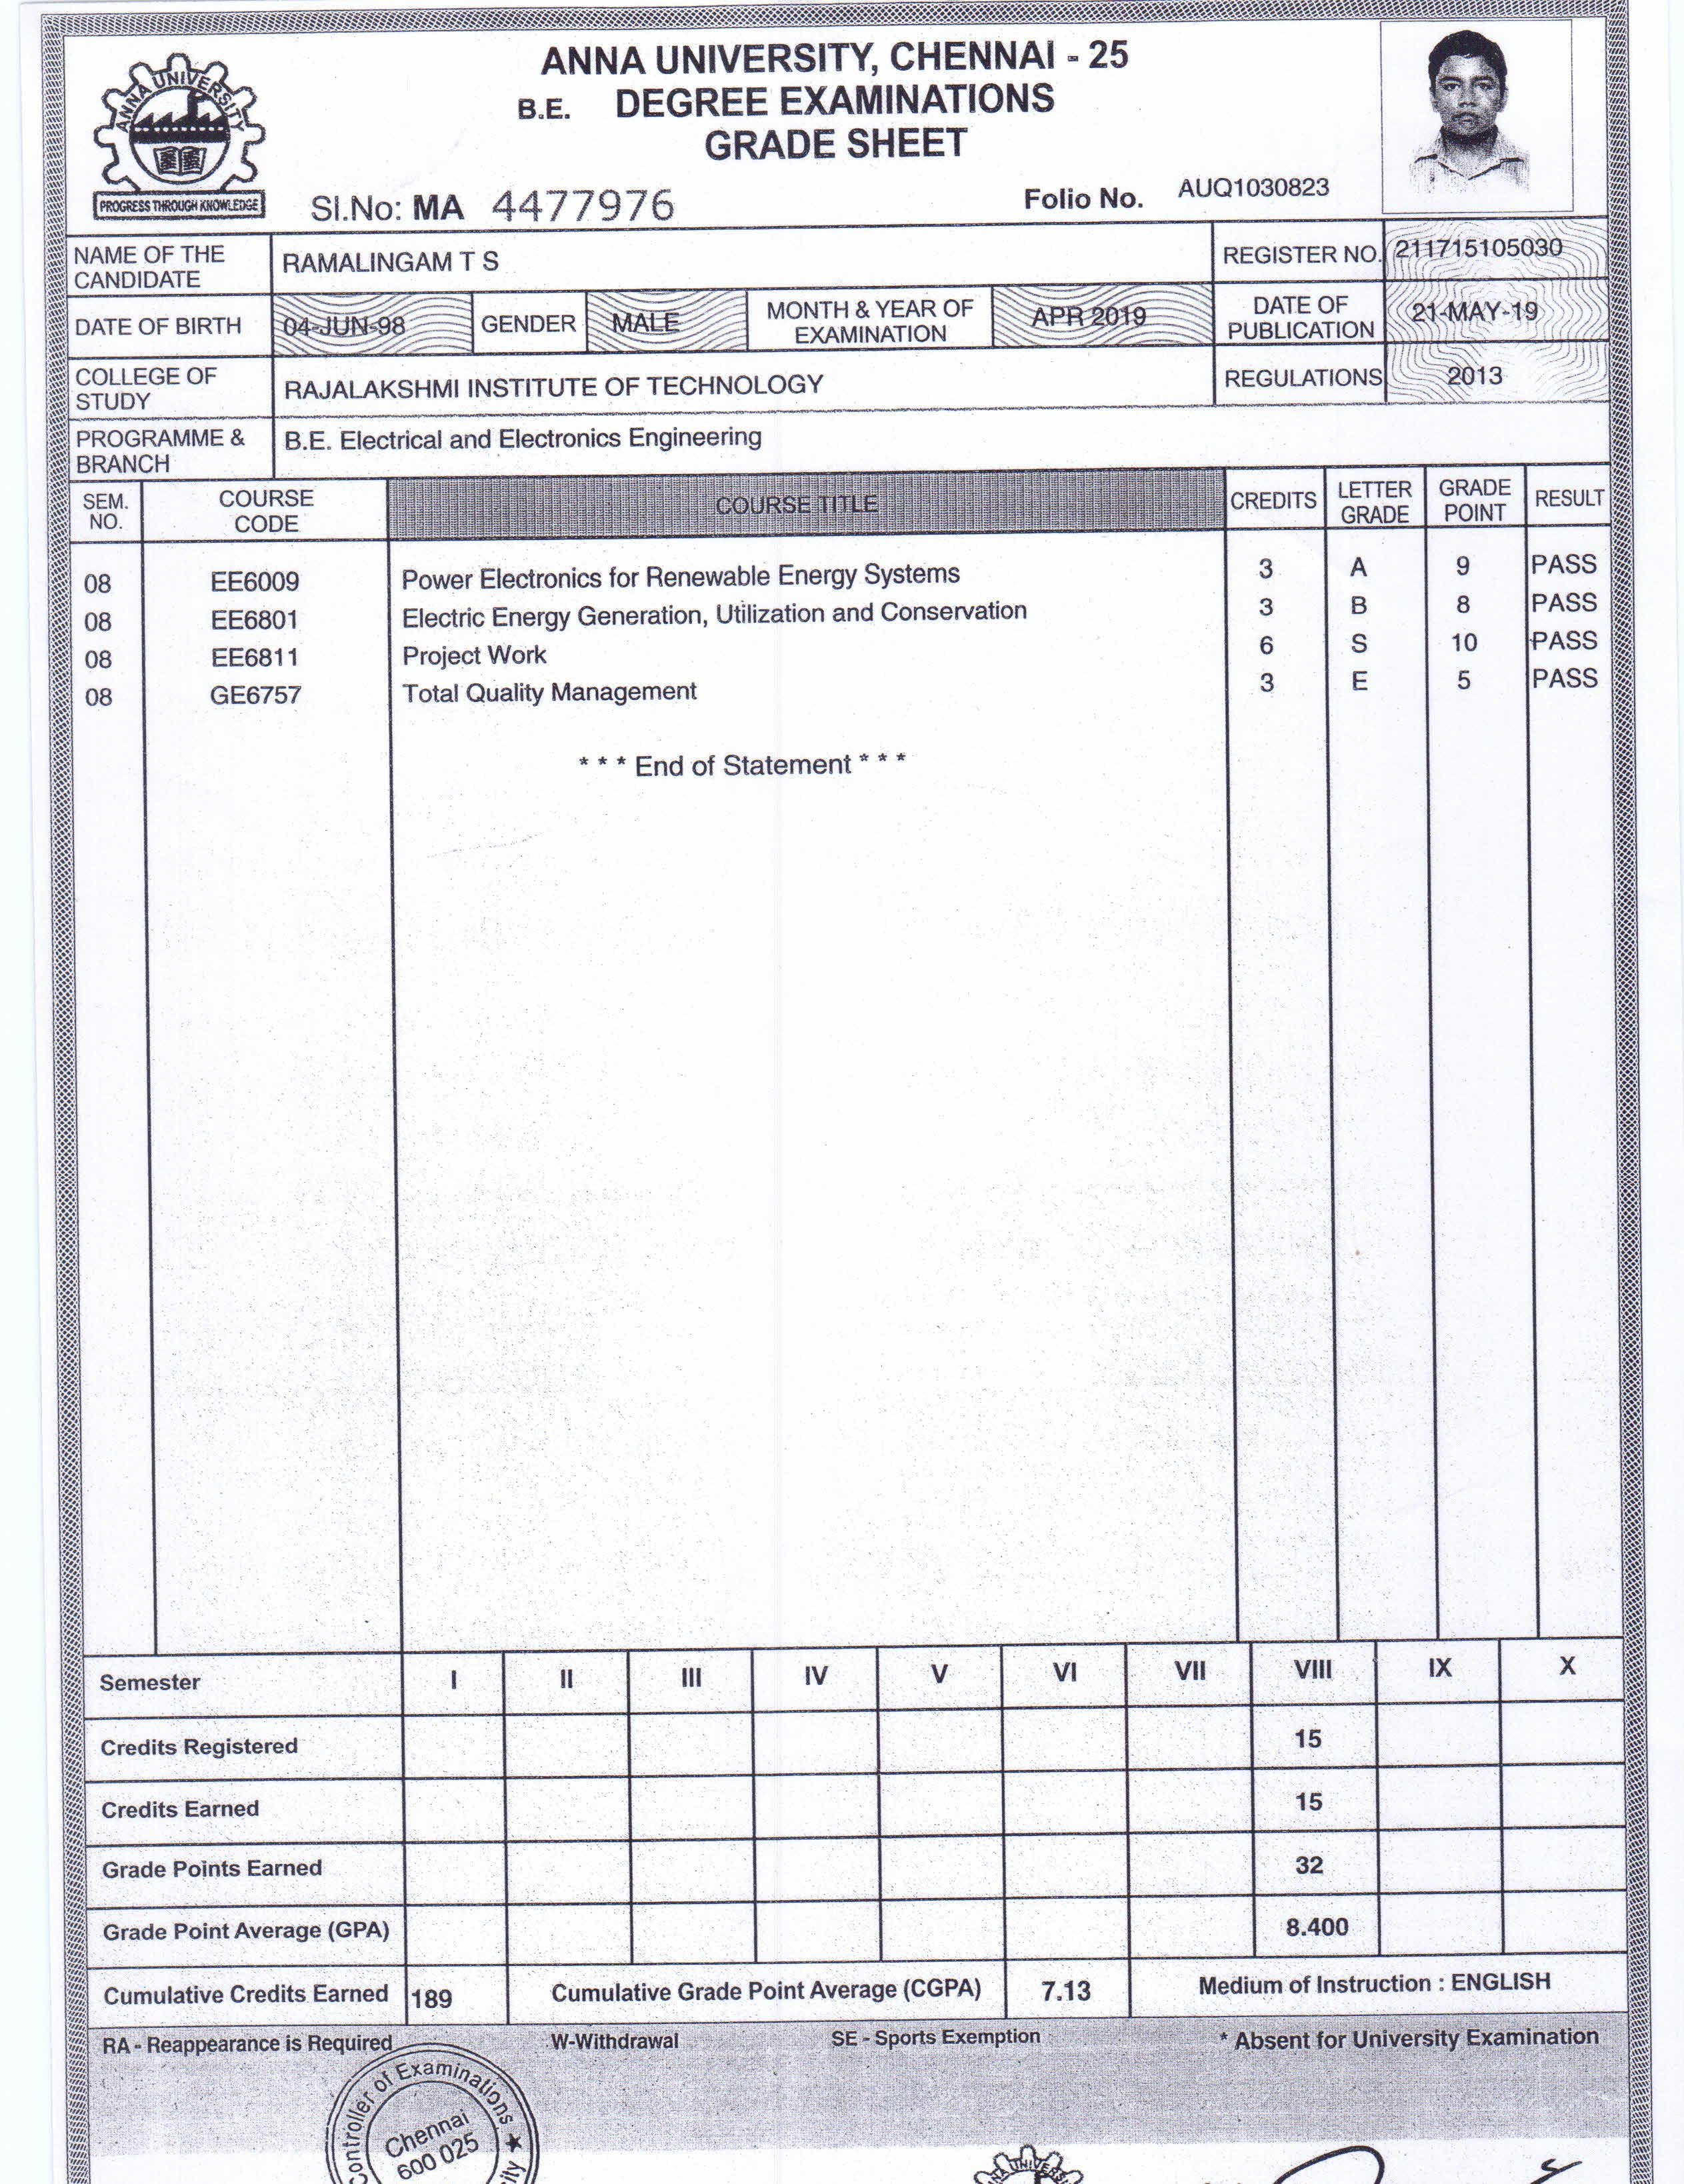 ANNA UNIVERSITY
PROGRESS THROUGH KNOWLEDGE
ANNA UNIVERSITY, CHENNAI - 25
B.E. DEGREE EXAMINATIONS
GRADE SHEET
Sl.No: MA 4477976
Folio No. AUQ1030823
NAME OF THE CANDIDATE RAMALINGAM T S REGISTER NO. 211715105030
DATE OF BIRTH 04-JUN-98 GENDER MALE MONTH & YEAR OF EXAMINATION APR 2019 DATE OF PUBLICATION 21-MAY-19
COLLEGE OF STUDY RAJALAKSHMI INSTITUTE OF TECHNOLOGY REGULATIONS 2013
PROGRAMME & BRANCH B.E. Electrical and Electronics Engineering
SEM. NO. COURSE CODE COURSE TITLE CREDITS LETTER GRADE GRADE POINT RESULT
08 EE6009 Power Electronics for Renewable Energy Systems 3 A 9 PASS
08 EE6801 Electric Energy Generation, Utilization and Conservation 3 B 8 PASS
08 EE6811 Project Work 6 S 10 PASS
08 GE6757 Total Quality Management 3 E 5 PASS
* * * End of Statement * * *
Semester I II III IV V VI VII VIII IX X
Credits Registered 15
Credits Earned 15
Grade Points Earned 32
Grade Point Average (GPA) 8.400
Cumulative Credits Earned 189 Cumulative Grade Point Average (CGPA) 7.13 Medium of Instruction : ENGLISH
RA - Reappearance is Required W-Withdrawal SE - Sports Exemption * Absent for University Examination
Controller of Examinations
Chennai
600 025